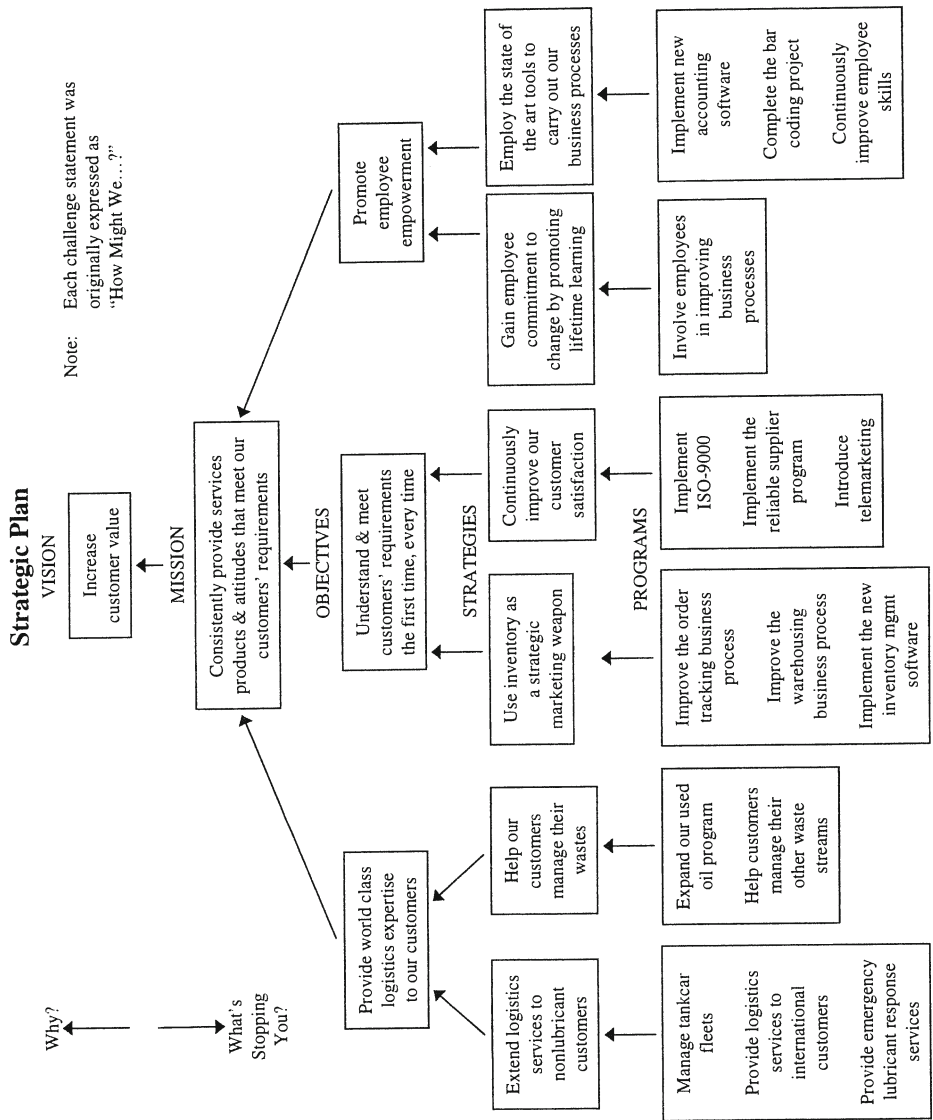 Strategic Plan
VISION
Increase
customer value
Why?
What's
Stopping
You?
Note: Each challenge statement was
originally expressed as
“How Might We…?”
MISSION
Consistently provide services
products & attitudes that meet our
customers’ requirements
OBJECTIVES
Provide world class
logistics expertise
to our customers
Understand & meet
customers’ requirements
the first time, every time
Promote
employee
empowerment
STRATEGIES
Extend logistics
services to
nonlubricant
customers
Help our
customers
manage their
wastes
Use inventory as
a strategic
marketing weapon
Continuously
improve our
customer
satisfaction
Gain employee
commitment to
change by promoting
lifetime learning
Employ the state of
the art tools to
carry out our
business processes
PROGRAMS
Manage tankcar
fleets
Provide logistics
services to
international
customers
Provide emergency
lubricant response
services
Expand our used
oil program
Help customers
manage their
other waste
streams
Improve the order
tracking business
process
Improve the
warehousing
business process
Implement the new
inventory mgmt
software
Implement
ISO-9000
Implement the
reliable supplier
program
Introduce
telemarketing
Involve employees
in improving
business
processes
Implement new
accounting
software
Complete the bar
coding project
Continuously
improve employee
skills